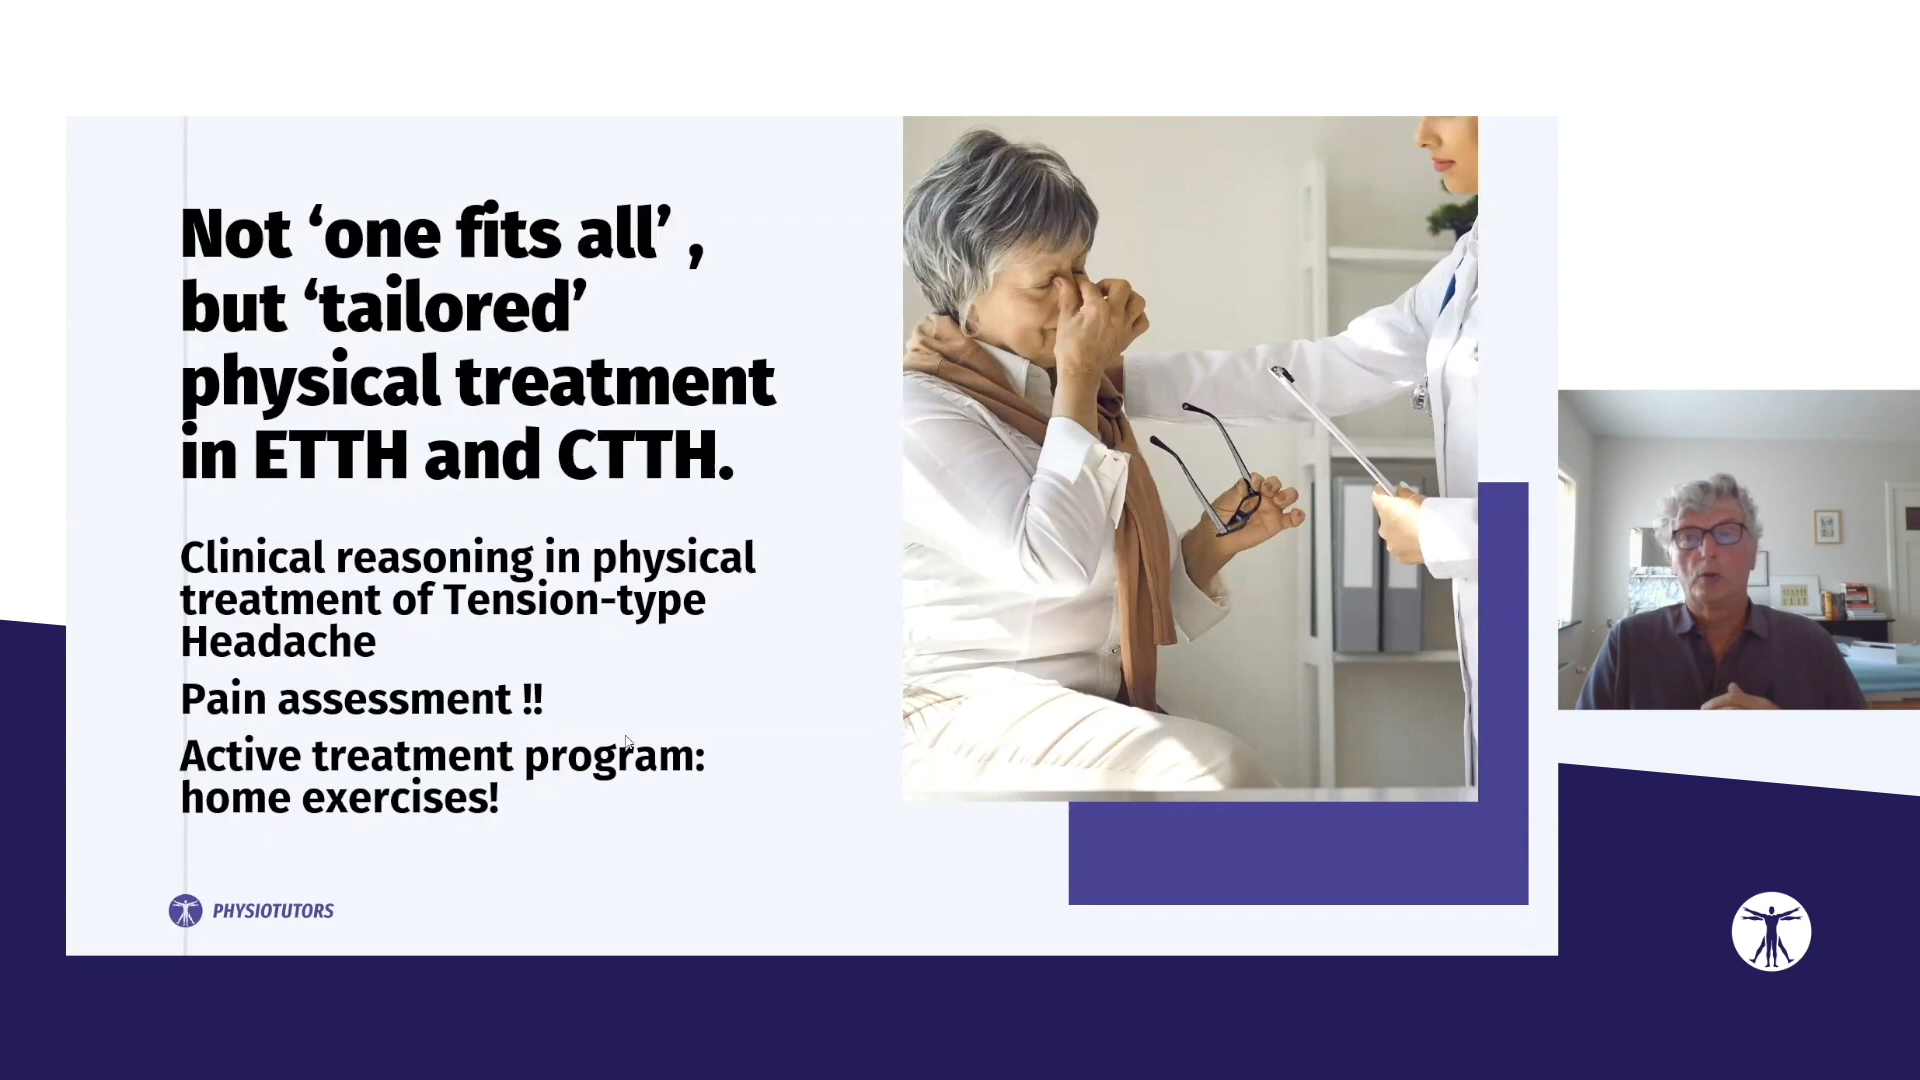 Not ‘one fits all’ ,
but ‘tailored’
physical treatment
in ETTH and CTTH.
Clinical reasoning in physical
treatment of Tension-type
Headache
Pain assessment !!
Active treatment program:
home exercises!
PHYSIOTUTORS